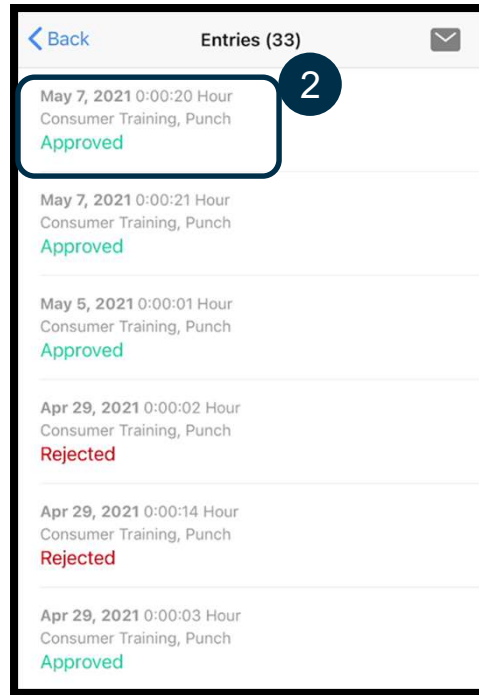 Back Entries (33)
2
May 7, 2021 0:00:20 Hour
Consumer Training, Punch
Approved
May 7, 2021 0:00:21 Hour
Consumer Training, Punch
Approved
May 5, 2021 0:00:01 Hour
Consumer Training, Punch
Approved
Apr 29, 2021 0:00:02 Hour
Consumer Training, Punch
Rejected
Apr 29, 2021 0:00:14 Hour
Consumer Training, Punch
Rejected
Apr 29, 2021 0:00:03 Hour
Consumer Training, Punch
Approved